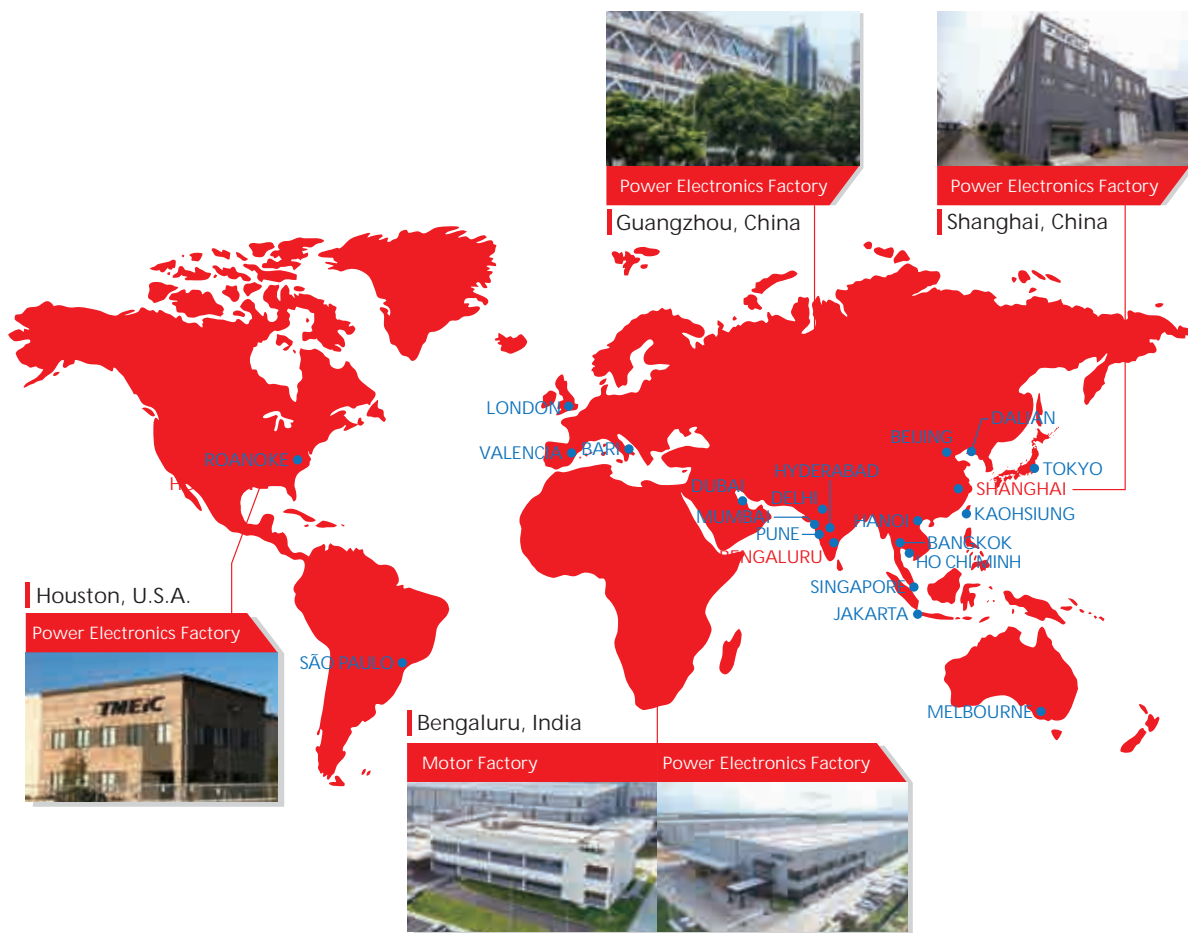 TMEIC
Power Electronics Factory
Power Electronics Factory
Guangzhou, China
Shanghai, China
LONDON
DALIAN
BEIJING
VALENCIA
BARI
ROANOKE
HYDERABAD
TOKYO
H
DUBAI
DELHI
SHANGHAI
MUMBAI
HANOI
KAOHSIUNG
PUNE
BANGKOK
BENGALURU
HO CHI MINH
SINGAPORE
Houston, U.S.A.
JAKARTA
Power Electronics Factory
SÃO PAULO
TMEiC
MELBOURNE
Bengaluru, India
Motor Factory
Power Electronics Factory